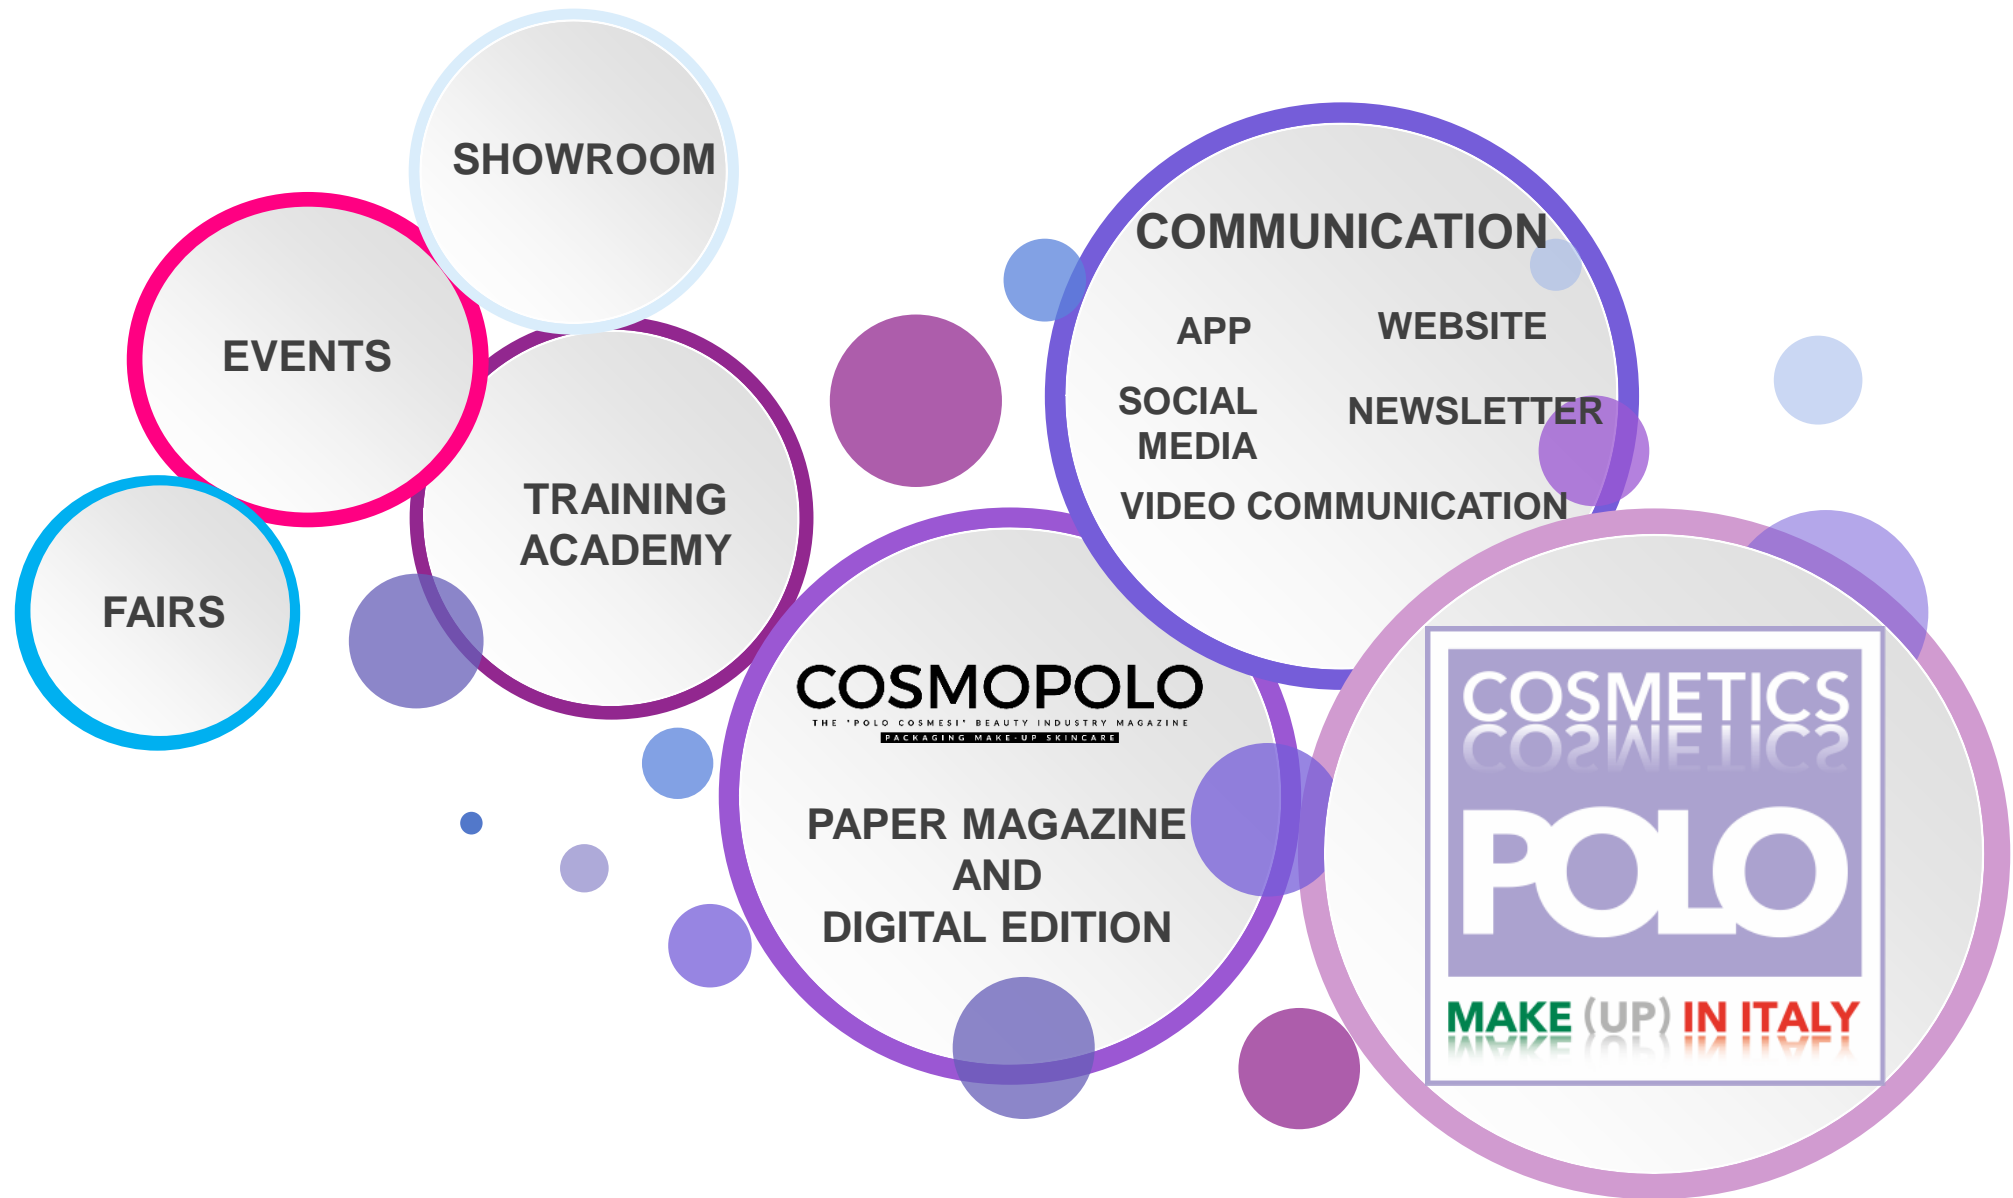 SHOWROOM
EVENTS
TRAINING
ACADEMY
FAIRS
COMMUNICATION
APP
WEBSITE
SOCIAL
MEDIA
NEWSLETTER
VIDEO COMMUNICATION
COSMOPOLO
THE 'POLO COSMESI' BEAUTY INDUSTRY MAGAZINE
PACKAGING MAKE-UP SKINCARE
PAPER MAGAZINE
AND
DIGITAL EDITION
COSMETICS
POLO
MAKE (UP) IN ITALY